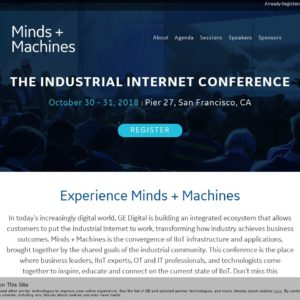 Already Registere
Minds +
Machines
About Agenda Sessions Speakers Sponsors
THE INDUSTRIAL INTERNET CONFERENCE
October 30 - 31, 2018 | Pier 27, San Francisco, CA
REGISTER
Experience Minds + Machines
In today's increasingly digital world, GE Digital is building an integrated ecosystem that allows
customers to put the Industrial Internet to work, transforming how industry achieves business
outcomes. Minds + Machines is the convergence of IIoT infrastructure and applications,
brought together by the shared goals of the industrial community. This conference is the place
where business leaders, IIoT experts, OT and IT professionals, and technologists come
together to inspire, educate and connect on the current state of IIoT. Don't miss this
on This Site
and other similar technologies to improve your online experience. See the list of GE and selected partner technologies, and make choices about cookies here. By continuing
cookies, including any choices about cookies you may have made.